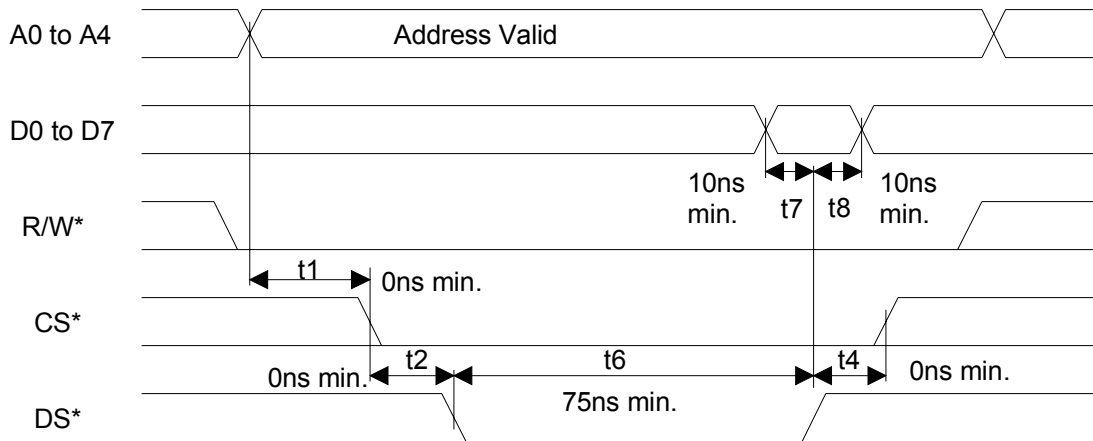 A0 to A4
Address Valid
D0 to D7
10ns
min.
t7
t8
10ns
min.
R/W*
t1
0ns min.
CS*
0ns min.
t2
t6
t4
0ns min.
75ns min.
DS*